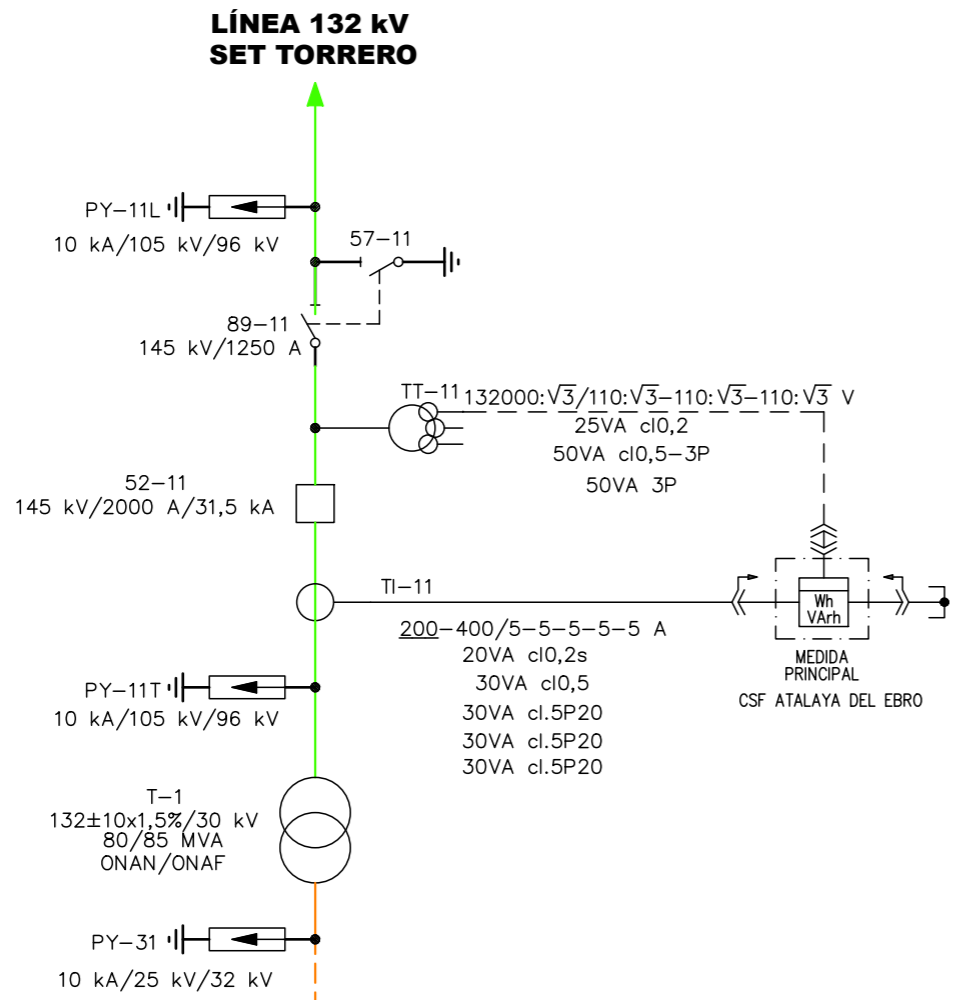 LÍNEA 132 kV
SET TORRERO
PY-11L
10 kA/105 kV/96 kV
57-11
89-11
145 kV/1250 A
TT-11
132000:√3/110:√3-110:√3-110:√3 V
25VA cl0,2
50VA cl0,5-3P
50VA 3P
52-11
145 kV/2000 A/31,5 kA
TI-11
200-400/5-5-5-5-5 A
20VA cl0,2s
30VA cl0,5
30VA cl.5P20
30VA cl.5P20
30VA cl.5P20
Wh
VArh
MEDIDA
PRINCIPAL
CSF ATALAYA DEL EBRO
PY-11T
10 kA/105 kV/96 kV
T-1
132±10x1,5%/30 kV
80/85 MVA
ONAN/ONAF
PY-31
10 kA/25 kV/32 kV